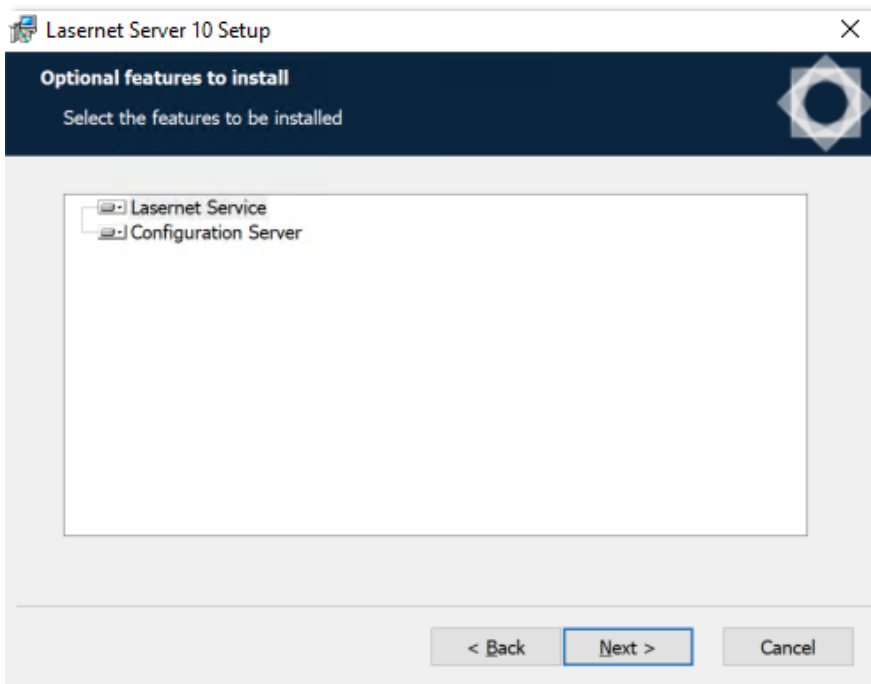 Lasernet Server 10 Setup
Optional features to install
Select the features to be installed
Lasernet Service
Configuration Server
< Back
Next >
Cancel